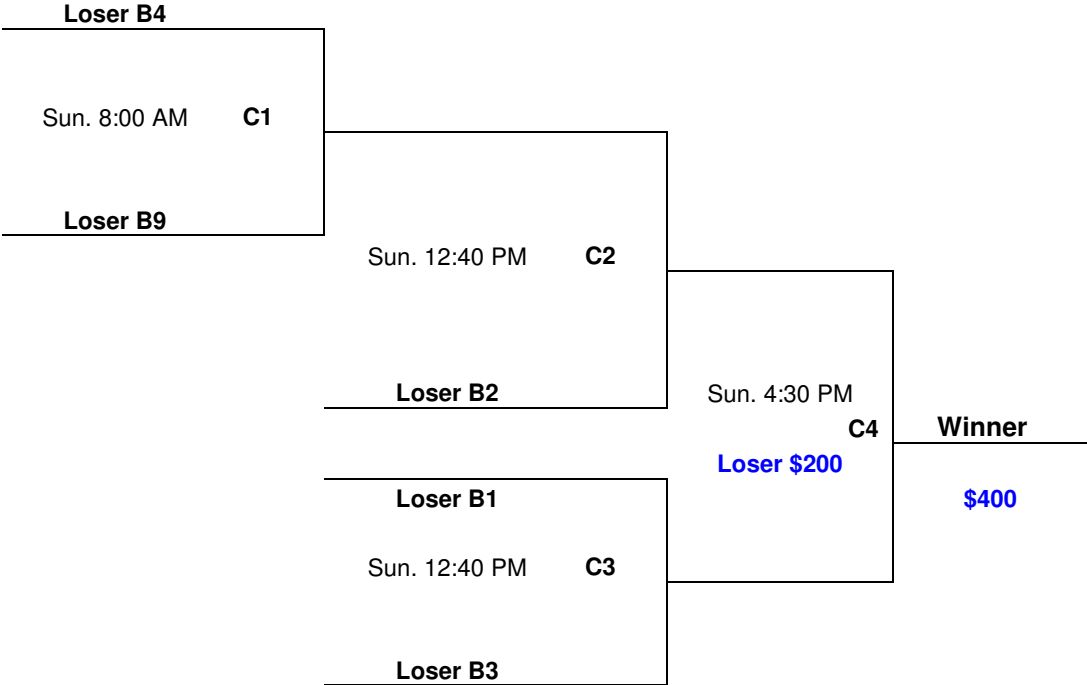 Loser B4
Sun. 8:00 AM C1
Loser B9
Sun. 12:40 PM C2
Loser B2
Sun. 4:30 PM
C4
Winner
Loser $200
$400
Loser B1
Sun. 12:40 PM C3
Loser B3